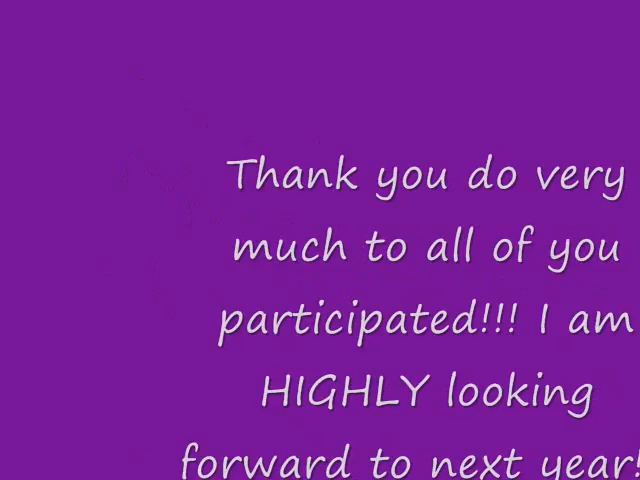 Thank you do very
much to all of you
participated!!! I am
HIGHLY looking
forward to next year!